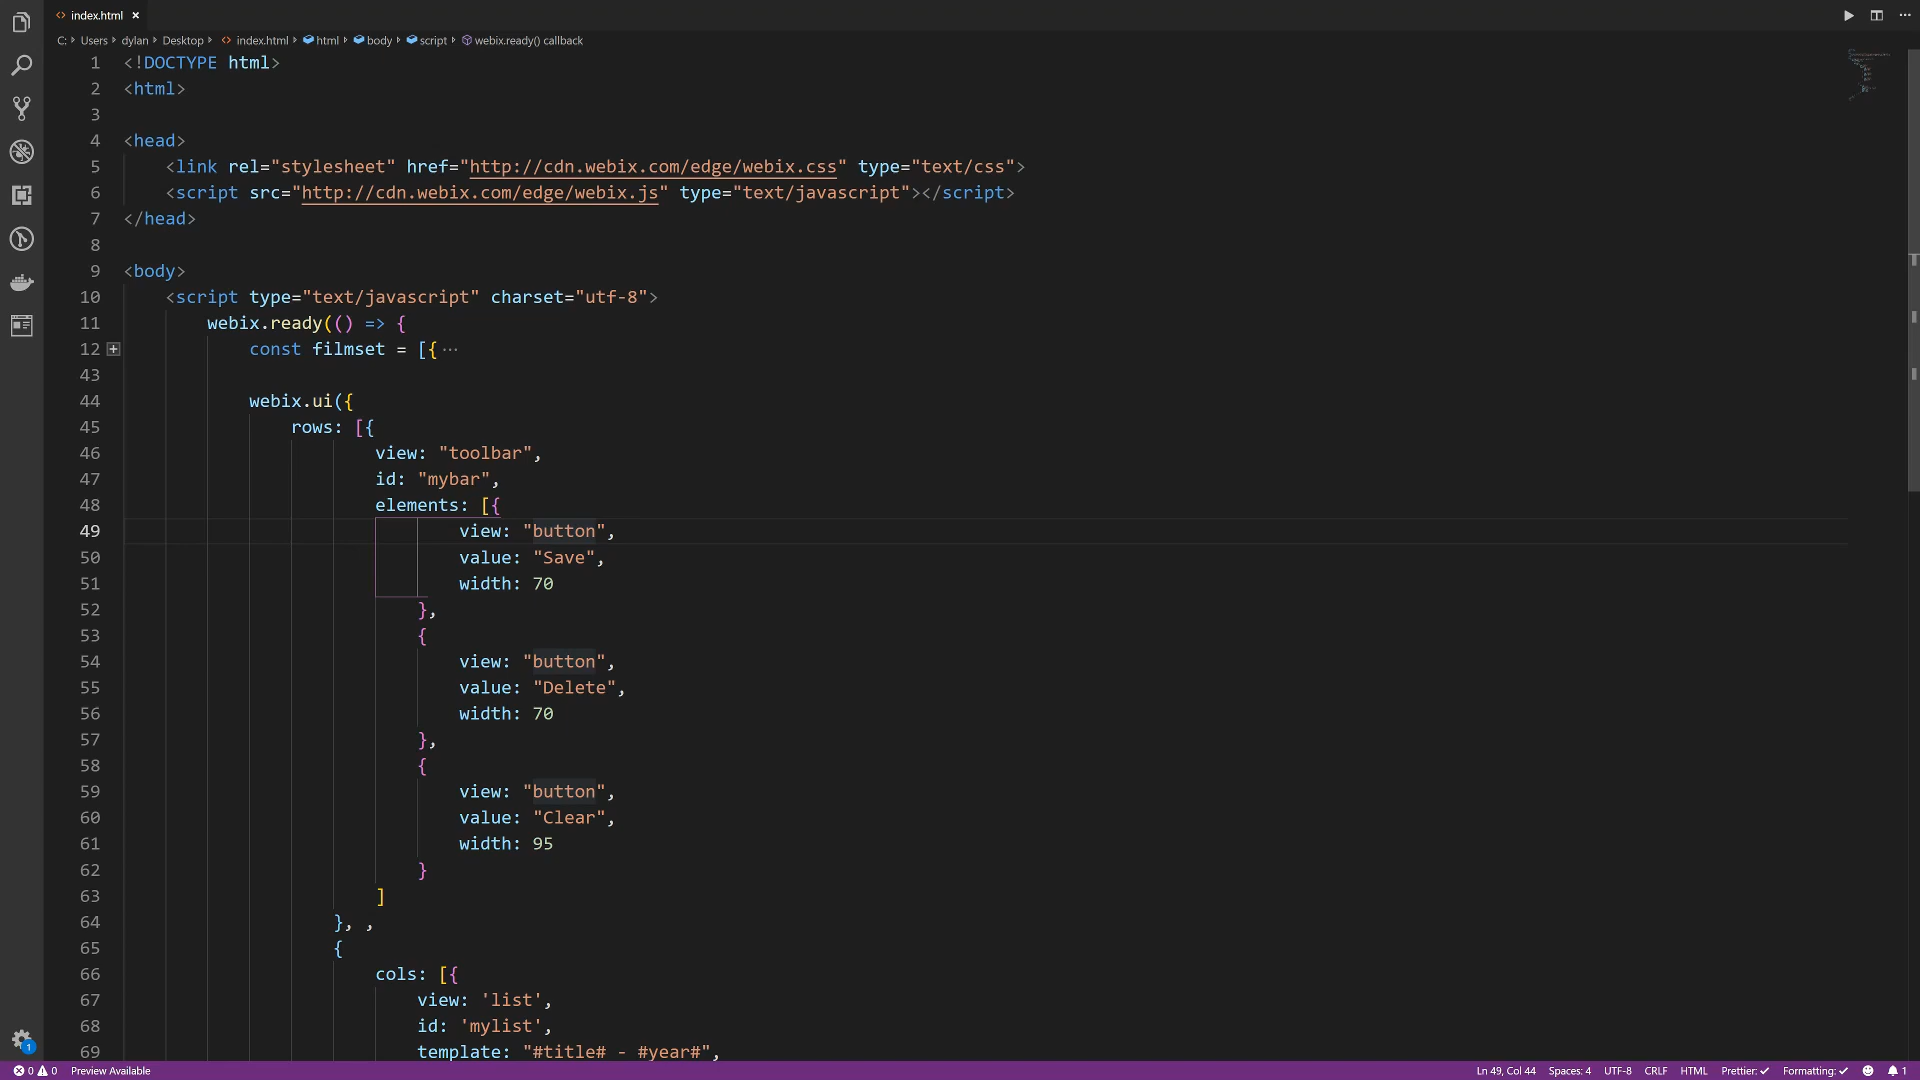 index.html
C: Users dylan Desktop index.html html body script webix.ready() callback
1 <!DOCTYPE html>
2 <html>
3
4 <head>
5 <link rel="stylesheet" href="http://cdn.webix.com/edge/webix.css" type="text/css">
6 <script src="http://cdn.webix.com/edge/webix.js" type="text/javascript"></script>
7 </head>
8
9 <body>
10 <script type="text/javascript" charset="utf-8">
11 webix.ready(() => {
12 const filmset = [{ ···
43
44 webix.ui({
45 rows: [{
46 view: "toolbar",
47 id: "mybar",
48 elements: [{
49 view: "button",
50 value: "Save",
51 width: 70
52 },
53 {
54 view: "button",
55 value: "Delete",
56 width: 70
57 },
58 {
59 view: "button",
60 value: "Clear",
61 width: 95
62 }
63 ]
64 }, ,
65 {
66 cols: [{
67 view: 'list',
68 id: 'mylist',
69 template: "#title# - #year#",
1
0 0 Preview Available Ln 49, Col 44 Spaces: 4 UTF-8 CRLF HTML Prettier: ✓ Formatting: ✓ 1